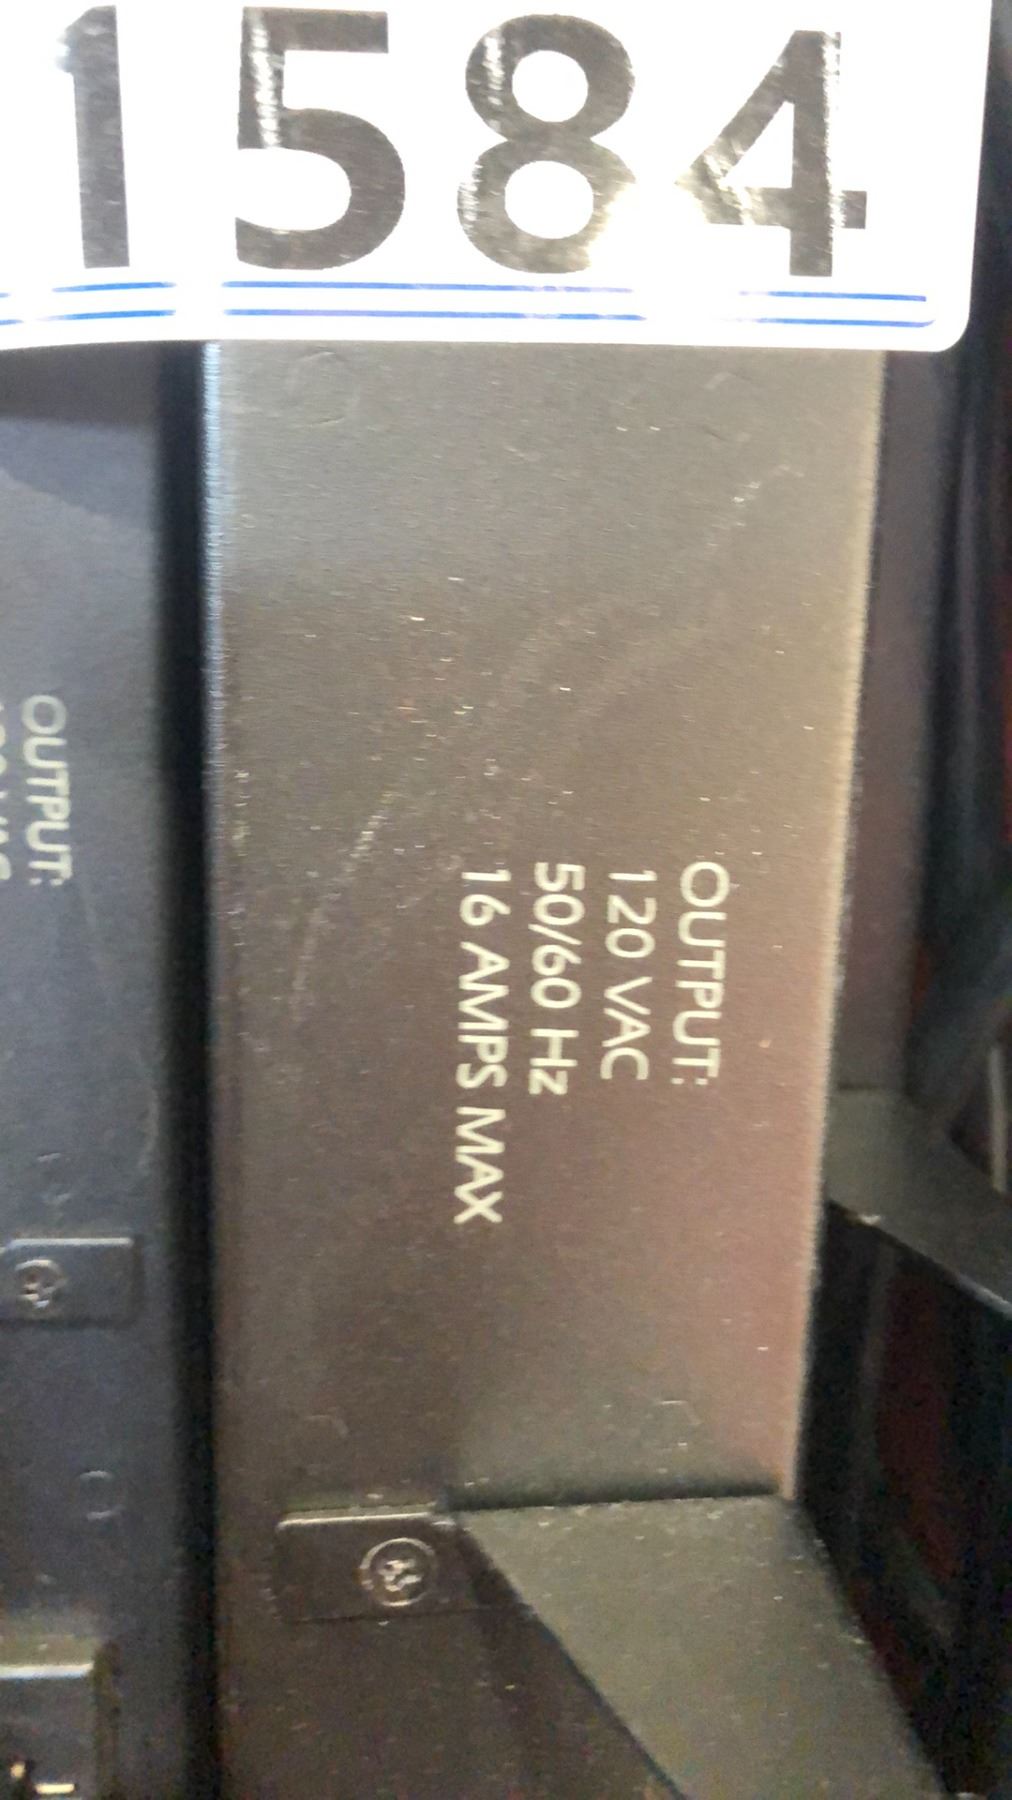 1584
OUTPUT:
120 VAC
50/60 Hz
16 AMPS MAX
OUTPUT: